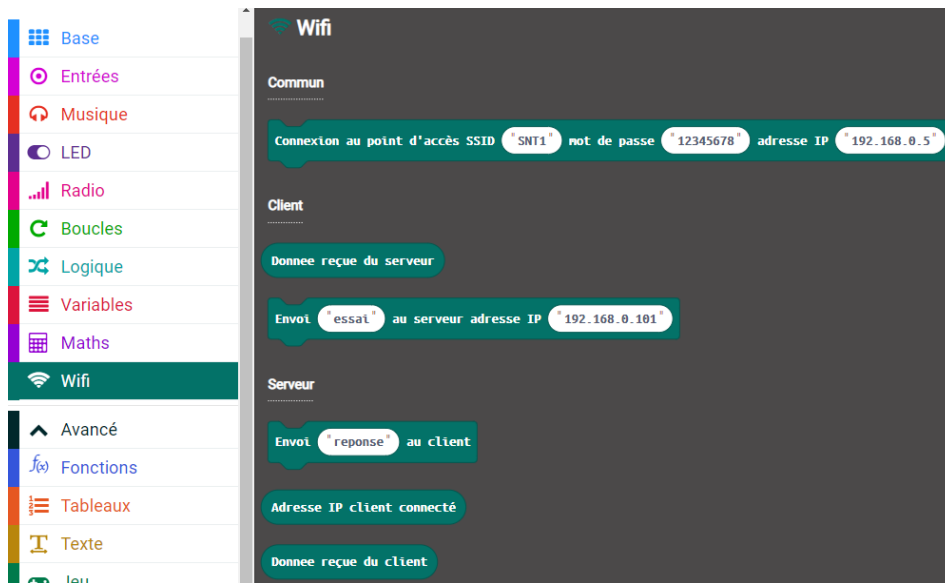 Base
Entrées
Musique
LED
Radio
Boucles
Logique
Variables
Maths
Wifi
Avancé
f(x) Fonctions
Tableaux
Texte
Jeu
Wifi
Commun
Connexion au point d'accès SSID "SNT1" mot de passe "12345678" adresse IP "192.168.0.5"
Client
Donnee reçue du serveur
Envoi "essai" au serveur adresse IP "192.168.0.101"
Serveur
Envoi "reponse" au client
Adresse IP client connecté
Donnee reçue du client